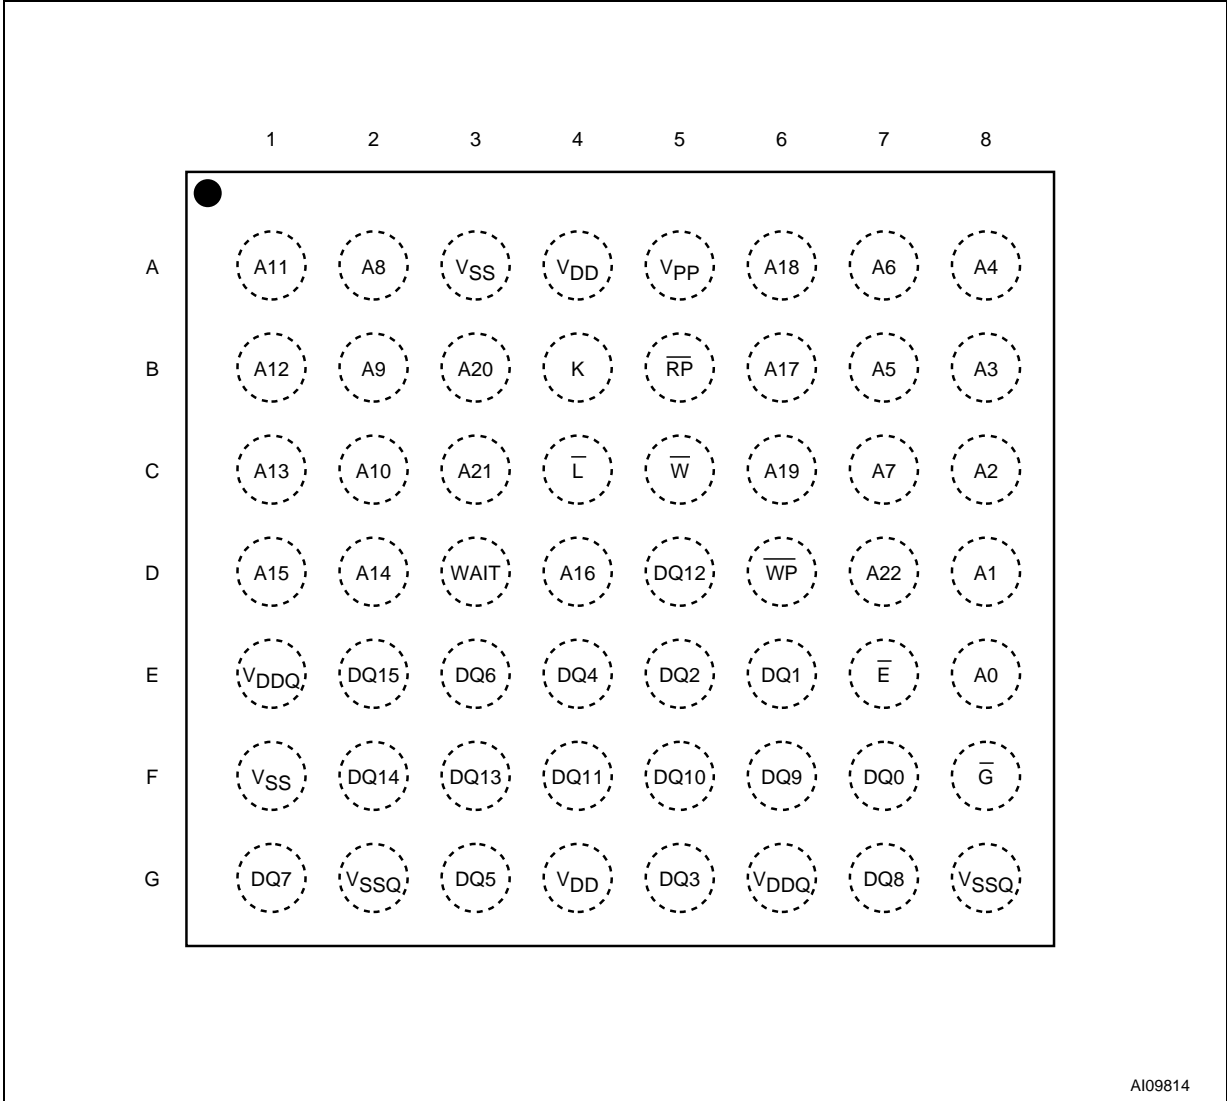 1 2 3 4 5 6 7 8
A A11 A8 VSS VDD VPP A18 A6 A4
B A12 A9 A20 K R̅P̅ A17 A5 A3
C A13 A10 A21 L̅ W̅ A19 A7 A2
D A15 A14 WAIT A16 DQ12 W̅P̅ A22 A1
E VDDQ DQ15 DQ6 DQ4 DQ2 DQ1 E̅ A0
F VSS DQ14 DQ13 DQ11 DQ10 DQ9 DQ0 G̅
G DQ7 VSSQ DQ5 VDD DQ3 VDDQ DQ8 VSSQ
AI09814